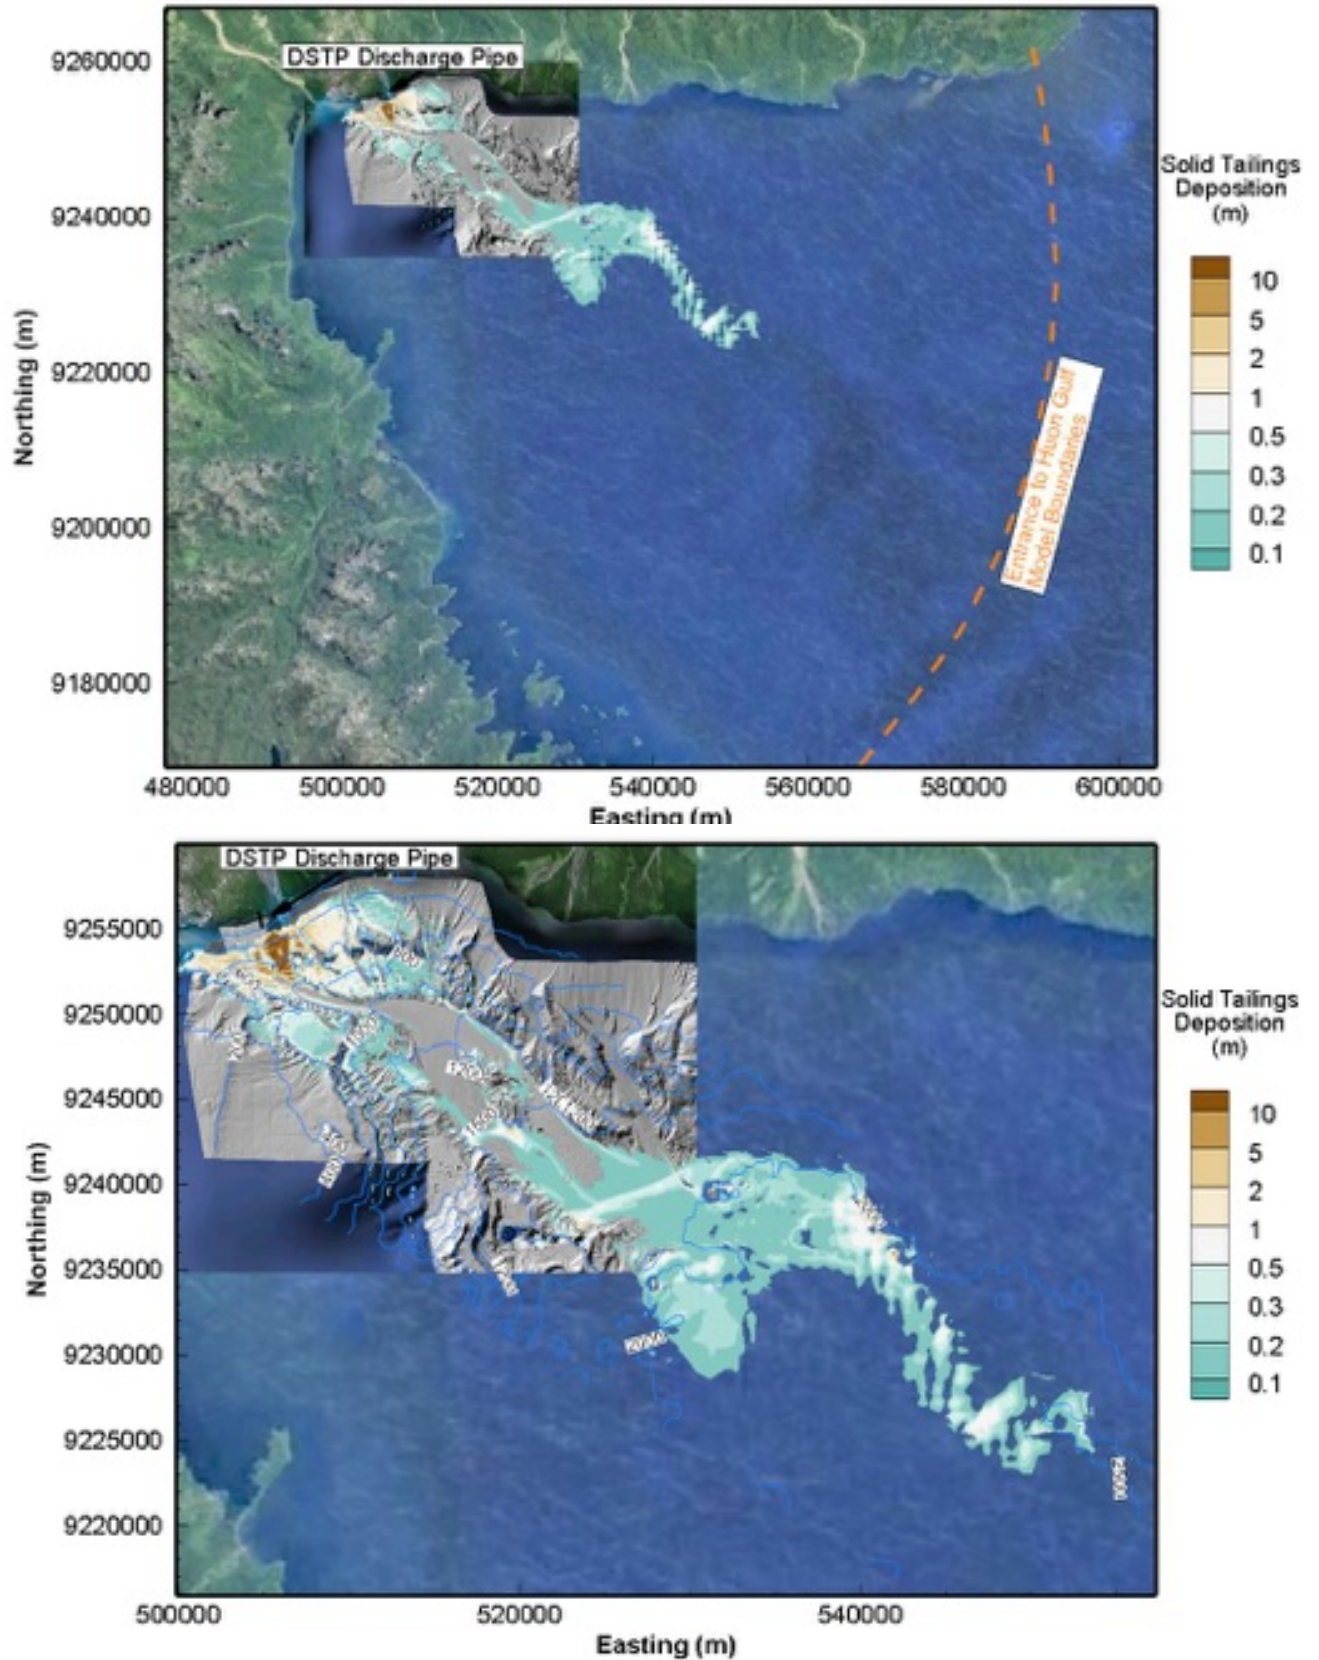 DSTP Discharge Pipe
9260000
9240000
9220000
9200000
9180000
Northing (m)
480000 500000 520000 540000 560000 580000 600000
Easting (m)
Entrance to Huon Gulf
Model Boundaries
Solid Tailings
Deposition
(m)
10
5
2
1
0.5
0.3
0.2
0.1
DSTP Discharge Pipe
9255000
9250000
9245000
9240000
9235000
9230000
9225000
9220000
Northing (m)
500000 520000 540000
Easting (m)
Solid Tailings
Deposition
(m)
10
5
2
1
0.5
0.3
0.2
0.1